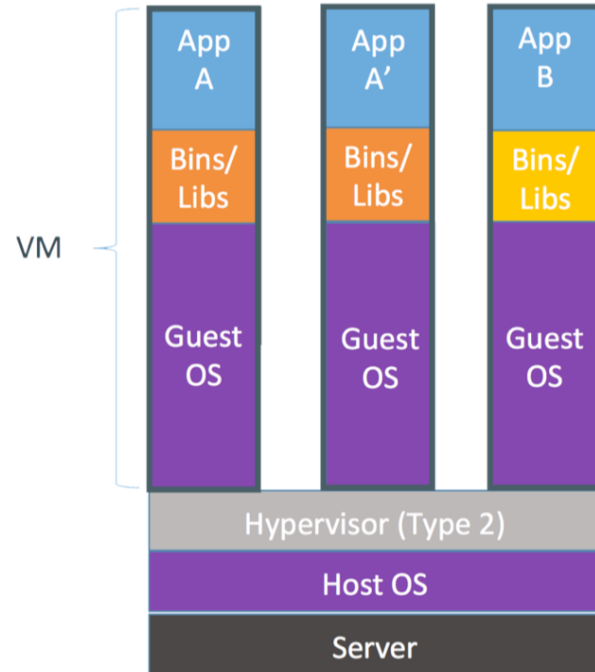 App
A
App
A’
App
B
Bins/
Libs
Bins/
Libs
Bins/
Libs
VM
Guest
OS
Guest
OS
Guest
OS
Hypervisor (Type 2)
Host OS
Server